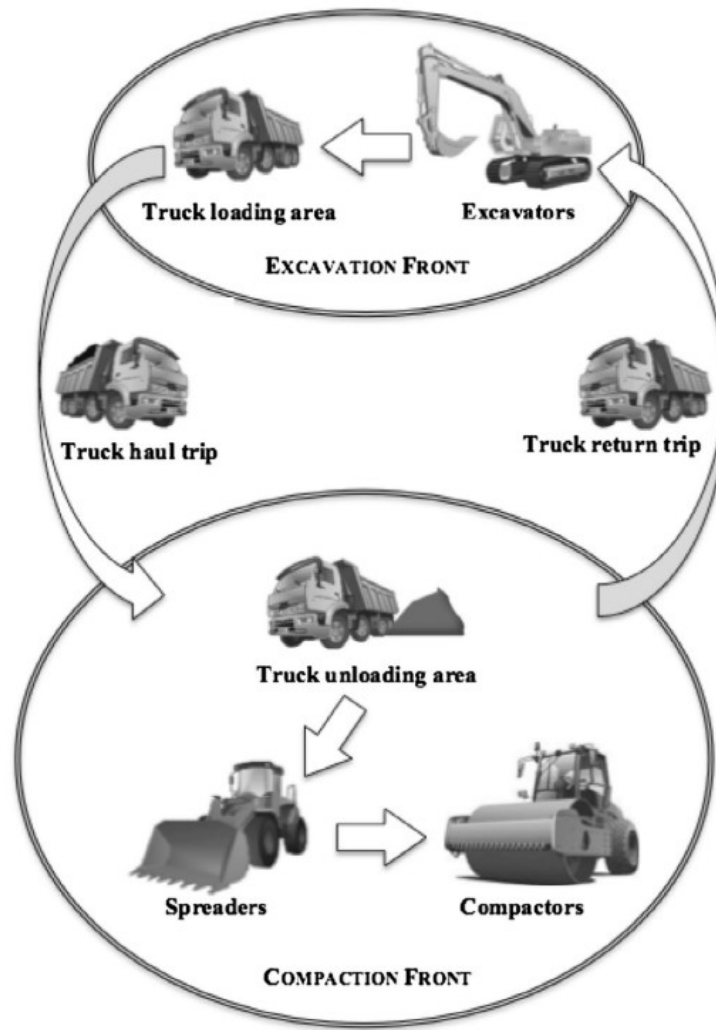 Truck loading area
Excavators
EXCAVATION FRONT
Truck haul trip
Truck return trip
Truck unloading area
Spreaders
Compactors
COMPACTION FRONT